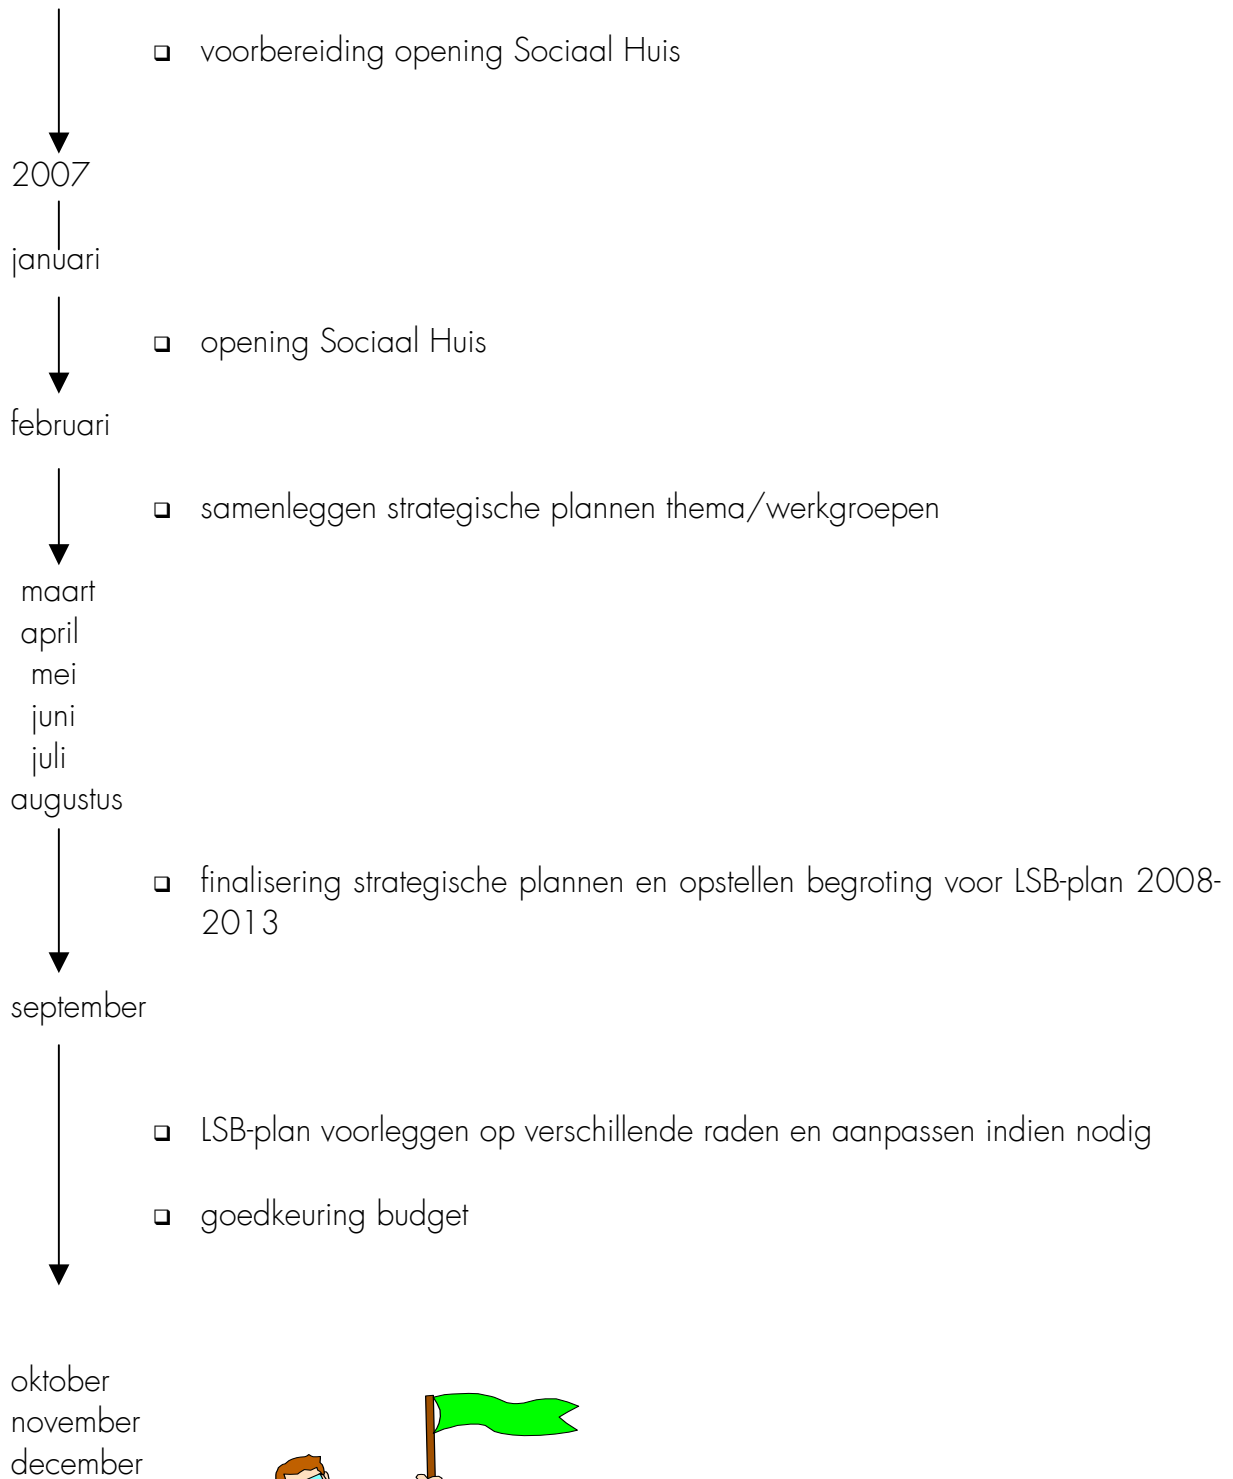 ❑ voorbereiding opening Sociaal Huis
2007
januari
❑ opening Sociaal Huis
februari
❑ samenleggen strategische plannen thema/werkgroepen
maart
april
mei
juni
juli
augustus
❑ finalisering strategische plannen en opstellen begroting voor LSB-plan 2008-
2013
september
❑ LSB-plan voorleggen op verschillende raden en aanpassen indien nodig
❑ goedkeuring budget
oktober
november
december